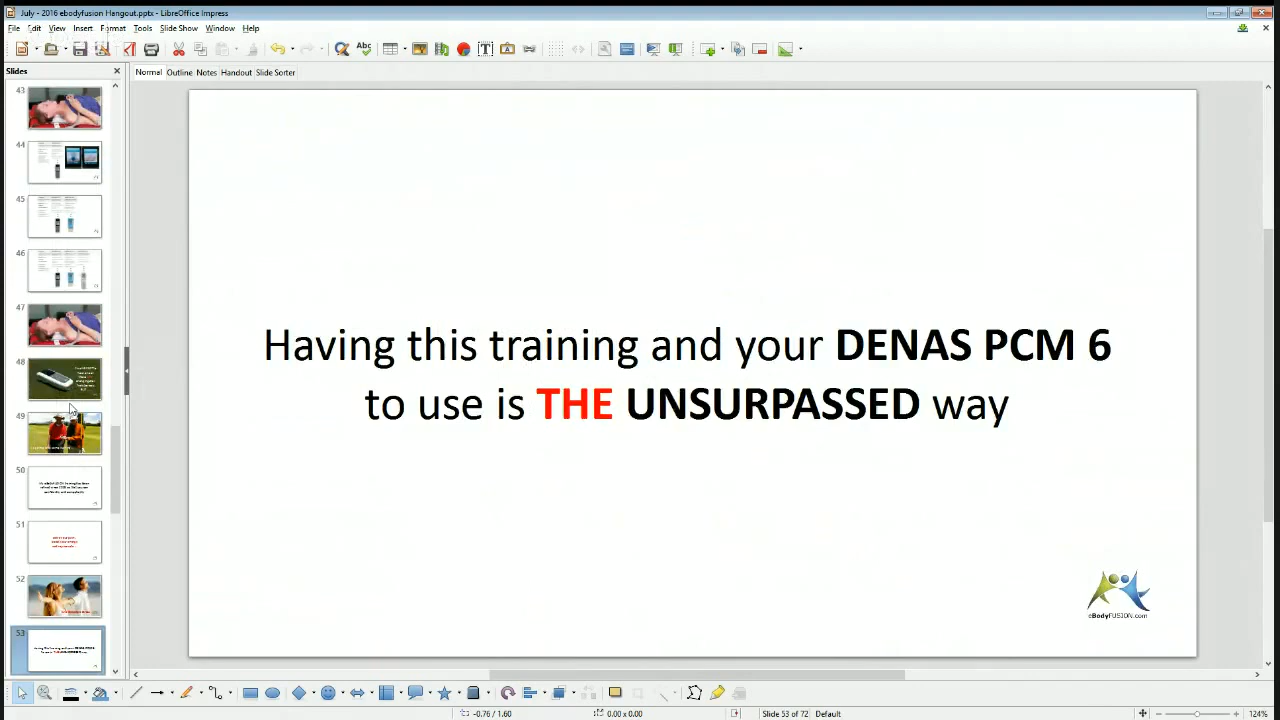 July - 2016 ebodyfusion Hangout.pptx - LibreOffice Impress
File Edit View Insert Format Tools Slide Show Window Help
Slides
Normal Outline Notes Handout Slide Sorter
43
44
45
46
47
48
49
50
51
52
53
Having this training and your DENAS PCM 6
to use is THE UNSURPASSED way
eBodyFUSION.com
-0.76 / 1.60
0.00 x 0.00
Slide 53 of 72
Default
124%